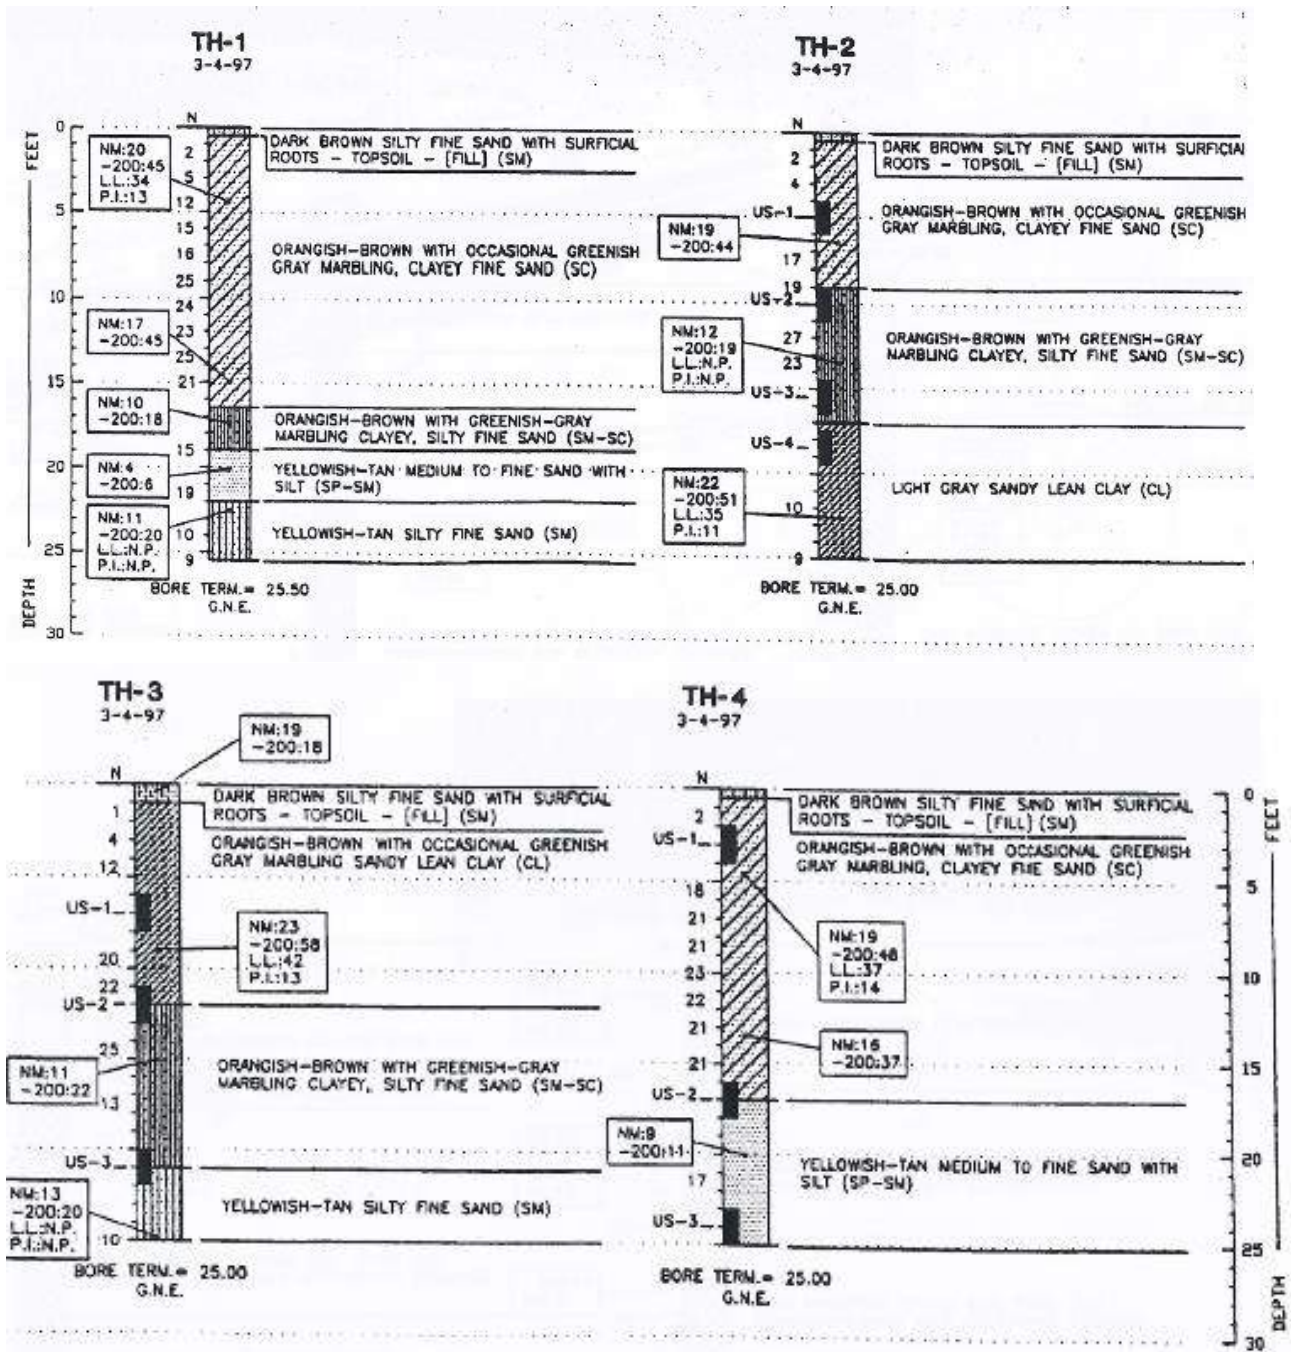 TH-1
3-4-97
N
0
FEET
5
10
15
20
25
30
DEPTH
NM:20
-200:45
L.L.:34
P.I.:13
NM:17
-200:45
NM:10
-200:18
NM:4
-200:6
NM:11
-200:20
L.L.:N.P.
P.I.:N.P.
2
5
12
15
16
25
24
23
25
21
15
19
10
9
DARK BROWN SILTY FINE SAND WITH SURFICIAL
ROOTS - TOPSOIL - [FILL] (SM)
ORANGISH-BROWN WITH OCCASIONAL GREENISH
GRAY MARBLING, CLAYEY FINE SAND (SC)
ORANGISH-BROWN WITH GREENISH-GRAY
MARBLING CLAYEY, SILTY FINE SAND (SM-SC)
YELLOWISH-TAN MEDIUM TO FINE SAND WITH
SILT (SP-SM)
YELLOWISH-TAN SILTY FINE SAND (SM)
BORE TERM.= 25.50
G.N.E.
TH-2
3-4-97
N
2
4
US-1
17
19
US-2
27
23
US-3
US-4
10
9
NM:19
-200:44
NM:12
-200:19
L.L.:N.P.
P.I.:N.P.
NM:22
-200:51
L.L.:35
P.I.:11
DARK BROWN SILTY FINE SAND WITH SURFICIAL
ROOTS - TOPSOIL - [FILL] (SM)
ORANGISH-BROWN WITH OCCASIONAL GREENISH
GRAY MARBLING, CLAYEY FINE SAND (SC)
ORANGISH-BROWN WITH GREENISH-GRAY
MARBLING CLAYEY, SILTY FINE SAND (SM-SC)
LIGHT GRAY SANDY LEAN CLAY (CL)
BORE TERM.= 25.00
G.N.E.
TH-3
3-4-97
NM:19
-200:18
N
1
4
12
US-1
20
22
US-2
25
13
US-3
10
NM:23
-200:58
L.L.:42
P.I.:13
NM:11
-200:22
NM:13
-200:20
L.L.:N.P.
P.I.:N.P.
DARK BROWN SILTY FINE SAND WITH SURFICIAL
ROOTS - TOPSOIL - [FILL] (SM)
ORANGISH-BROWN WITH OCCASIONAL GREENISH
GRAY MARBLING SANDY LEAN CLAY (CL)
ORANGISH-BROWN WITH GREENISH-GRAY
MARBLING CLAYEY, SILTY FINE SAND (SM-SC)
YELLOWISH-TAN SILTY FINE SAND (SM)
BORE TERM.= 25.00
G.N.E.
TH-4
3-4-97
N
2
US-1
18
21
21
23
22
21
21
US-2
17
US-3
DARK BROWN SILTY FINE SAND WITH SURFICIAL
ROOTS - TOPSOIL - [FILL] (SM)
ORANGISH-BROWN WITH OCCASIONAL GREENISH
GRAY MARBLING, CLAYEY FINE SAND (SC)
NM:19
-200:48
L.L.:37
P.I.:14
NM:16
-200:37
NM:9
-200:11
YELLOWISH-TAN MEDIUM TO FINE SAND WITH
SILT (SP-SM)
BORE TERM.= 25.00
G.N.E.
0
FEET
5
10
15
20
25
30
DEPTH